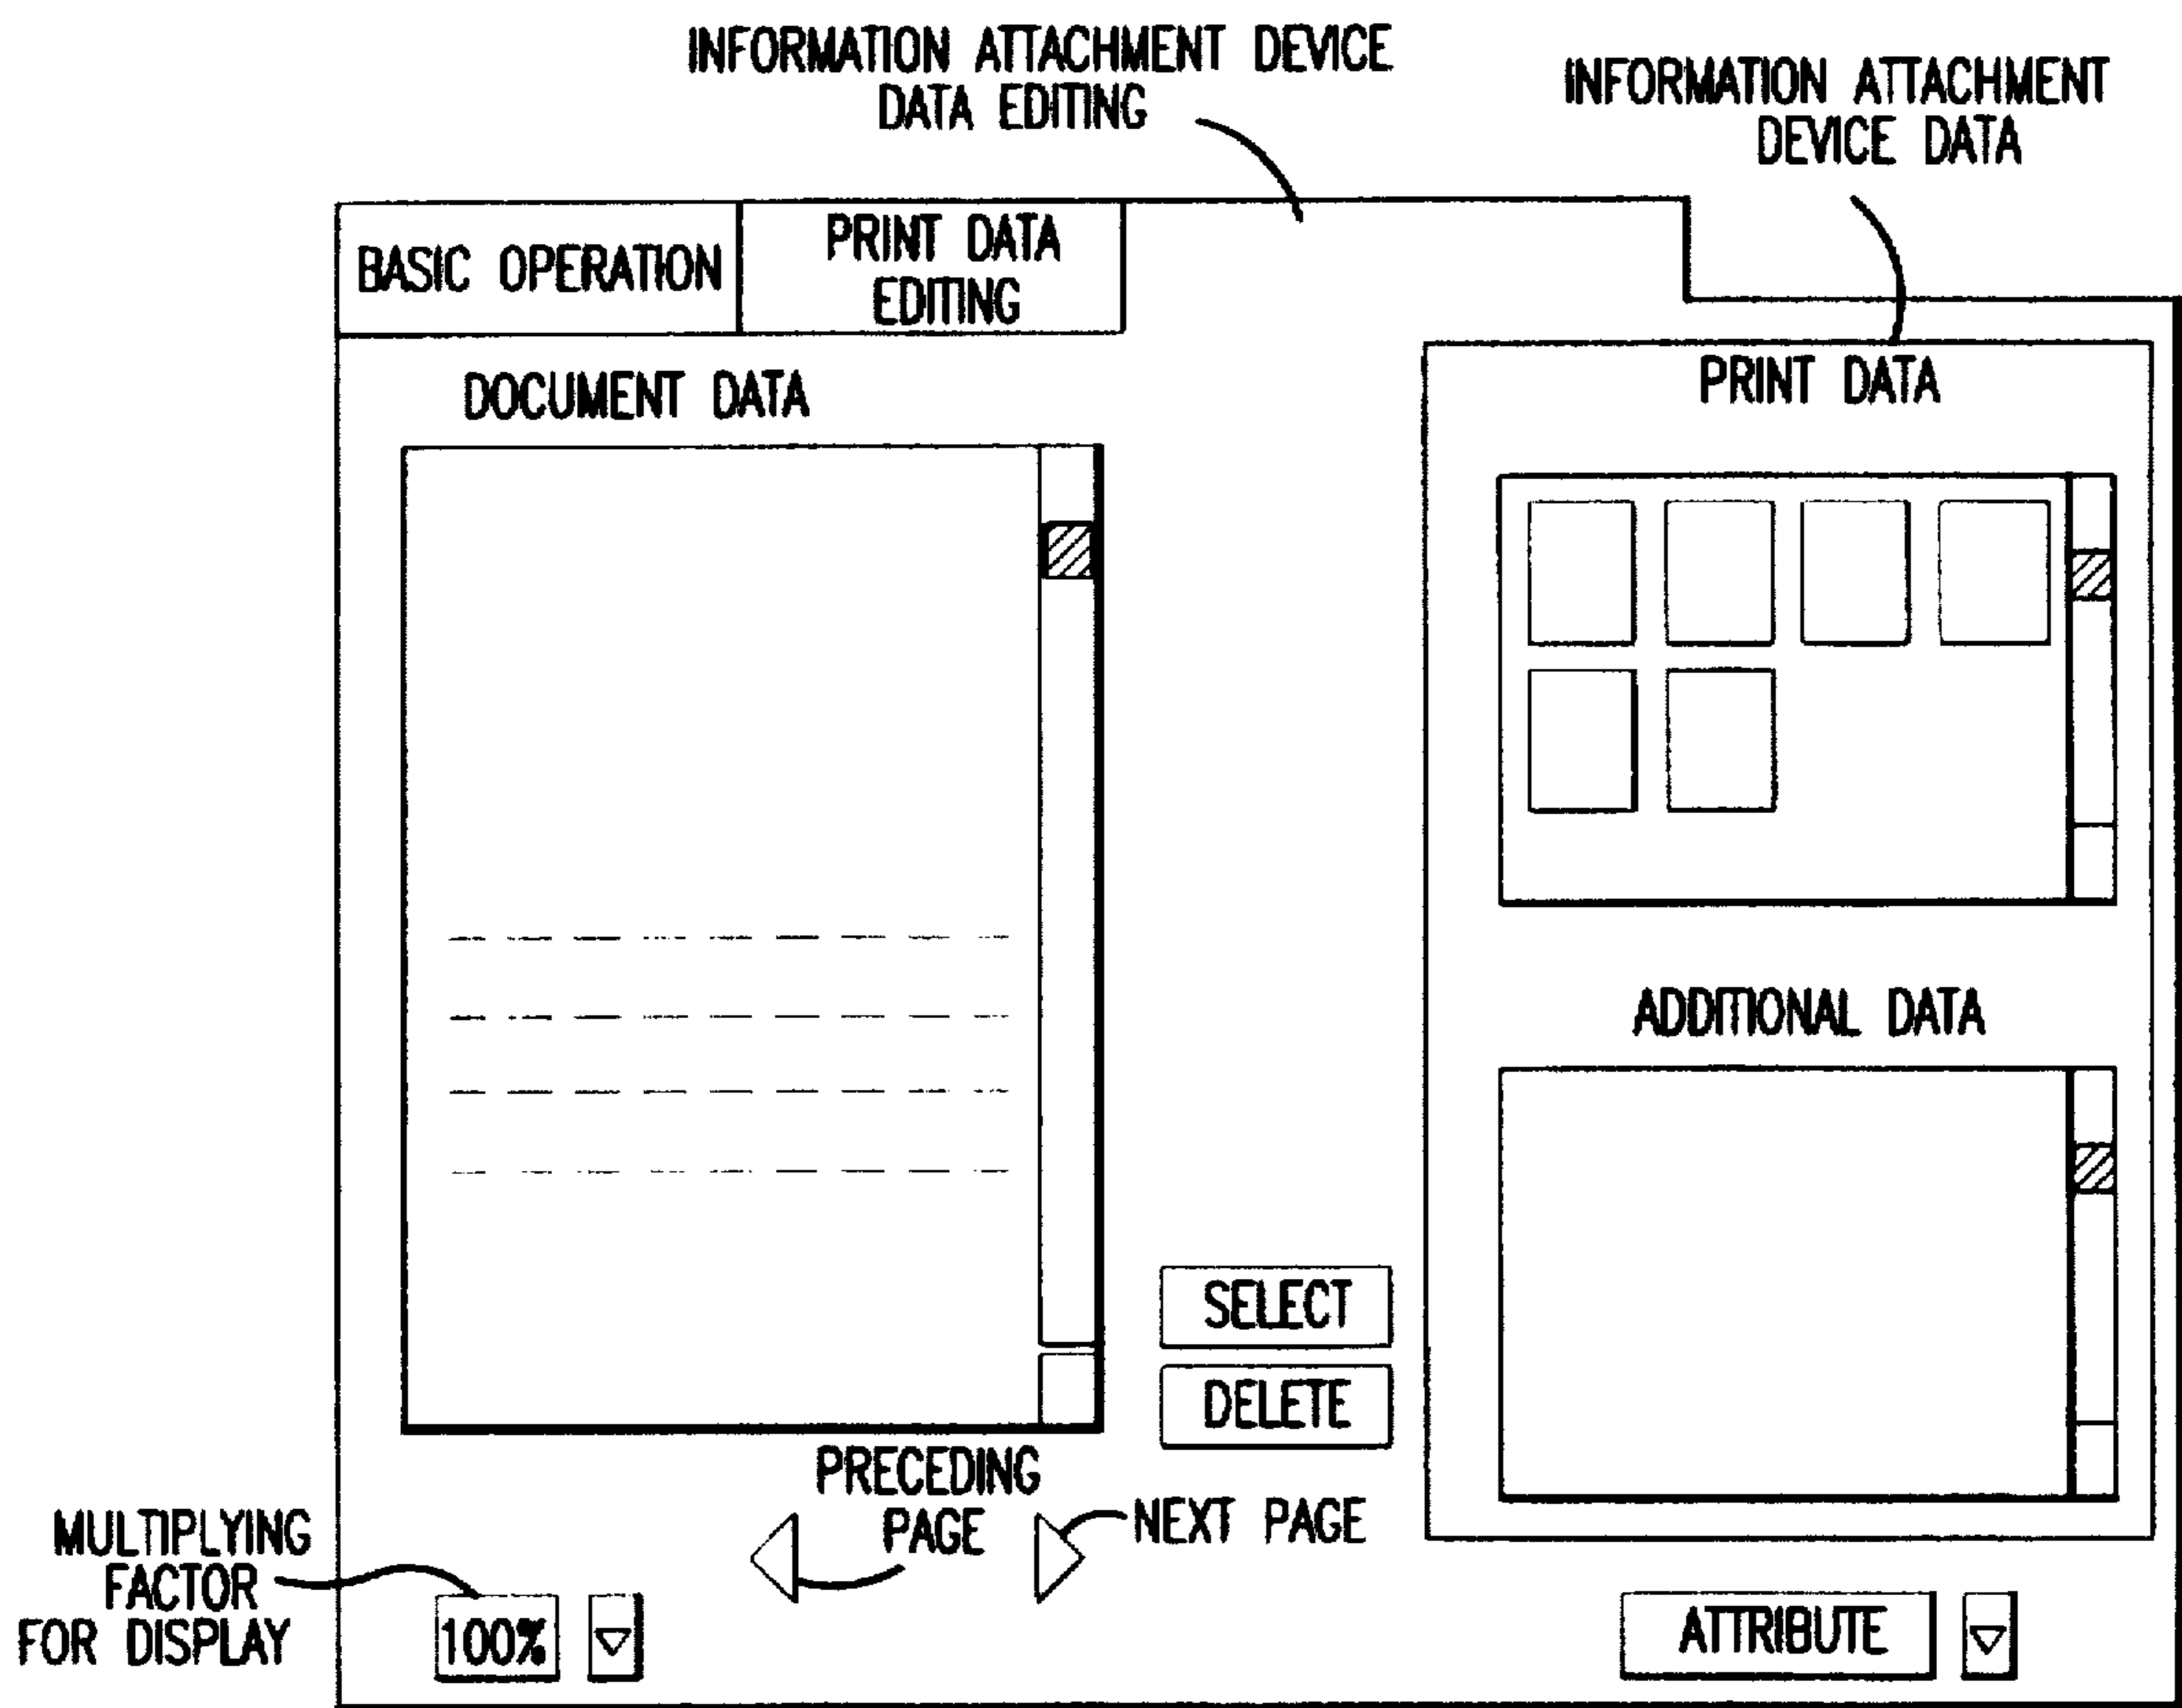 INFORMATION ATTACHMENT DEVICE
DATA EDITING
INFORMATION ATTACHMENT
DEVICE DATA
BASIC OPERATION
PRINT DATA
EDITING
DOCUMENT DATA
PRINT DATA
ADDITIONAL DATA
SELECT
DELETE
PRECEDING
PAGE
NEXT PAGE
MULTIPLYING
FACTOR
FOR DISPLAY
100%
ATTRIBUTE